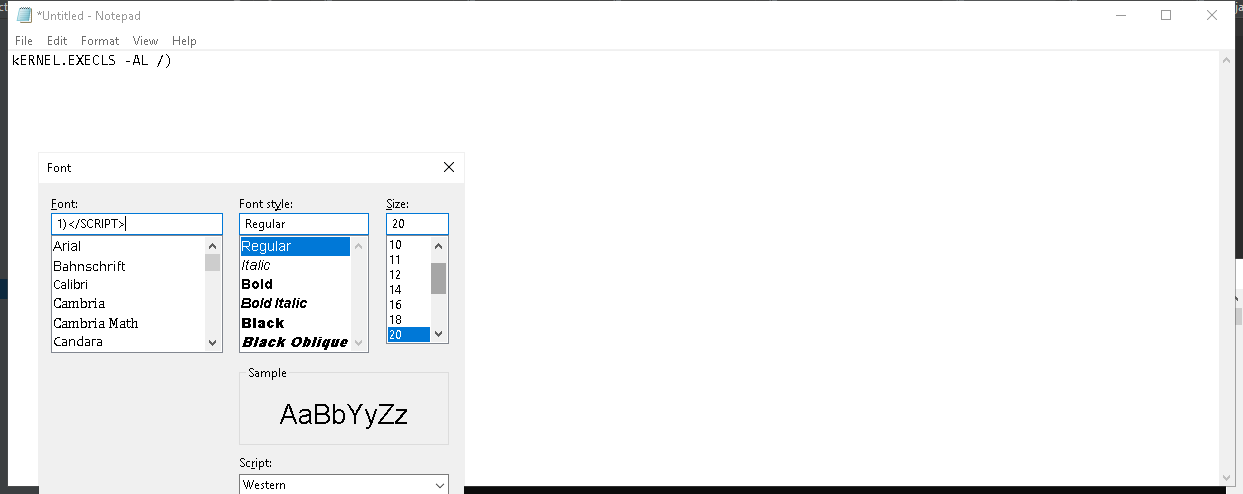 *Untitled - Notepad
File Edit Format View Help
kERNEL.EXECLS -AL /)
Font
Font: Font style: Size:
1)</SCRIPT> Regular 20
Arial Regular 10
Bahnschrift Italic 11
Calibri Bold 12
Cambria Bold Italic 14
Cambria Math Black 16
Candara Black Oblique 18
20
Sample
AaBbYyZz
Script:
Western